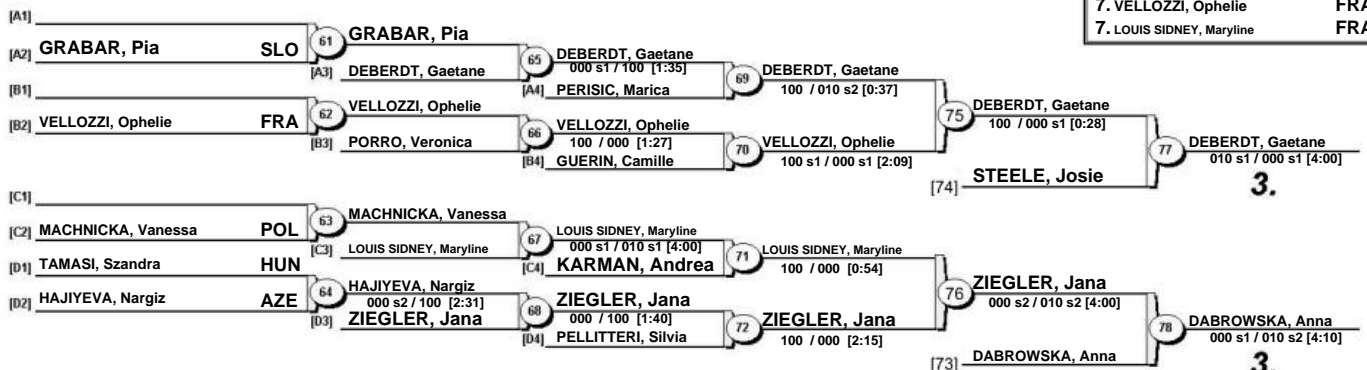 7. VELLOZZI, Ophelie FRA
7. LOUIS SIDNEY, Maryline FRA
[A1]
[A2] GRABAR, Pia SLO
61 GRABAR, Pia
[A3] DEBERDT, Gaetane
65 DEBERDT, Gaetane
000 s1 / 100 [1:35]
[A4] PERISIC, Marica
69 DEBERDT, Gaetane
100 / 010 s2 [0:37]
[B1]
[B2] VELLOZZI, Ophelie FRA
62 VELLOZZI, Ophelie
[B3] PORRO, Veronica
66 VELLOZZI, Ophelie
100 / 000 [1:27]
[B4] GUERIN, Camille
70 VELLOZZI, Ophelie
100 s1 / 000 s1 [2:09]
75 DEBERDT, Gaetane
100 / 000 s1 [0:28]
[74] STEELE, Josie
77 DEBERDT, Gaetane
010 s1 / 000 s1 [4:00]
3.
[C1]
[C2] MACHNICKA, Vanessa POL
63 MACHNICKA, Vanessa
[C3] LOUIS SIDNEY, Maryline
67 LOUIS SIDNEY, Maryline
000 s1 / 010 s1 [4:00]
[C4] KARMAN, Andrea
71 LOUIS SIDNEY, Maryline
100 / 000 [0:54]
[D1] TAMASI, Szandra HUN
[D2] HAJIYEVA, Nargiz AZE
64 HAJIYEVA, Nargiz
000 s2 / 100 [2:31]
[D3] ZIEGLER, Jana
68 ZIEGLER, Jana
000 / 100 [1:40]
[D4] PELLITTERI, Silvia
72 ZIEGLER, Jana
100 / 000 [2:15]
76 ZIEGLER, Jana
000 s2 / 010 s2 [4:00]
[73] DABROWSKA, Anna
78 DABROWSKA, Anna
000 s1 / 010 s2 [4:10]
3.